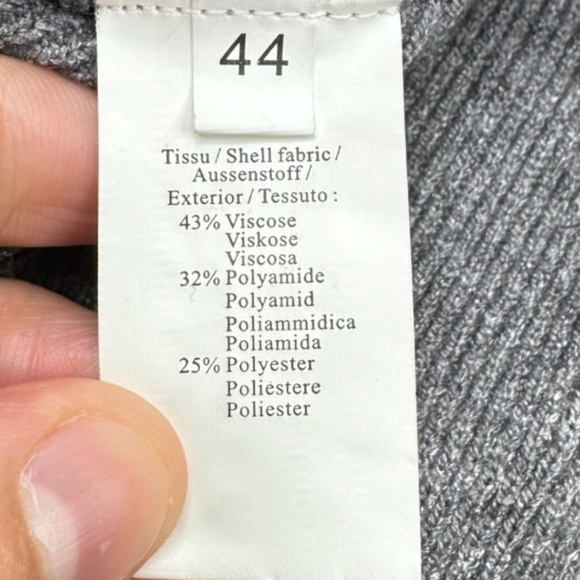 44
Tissu / Shell fabric /
Aussenstoff /
Exterior / Tessuto :
43% Viscose
Viskose
Viscosa
32% Polyamide
Polyamid
Poliammidica
Poliamida
25% Polyester
Poliéstere
Poliester